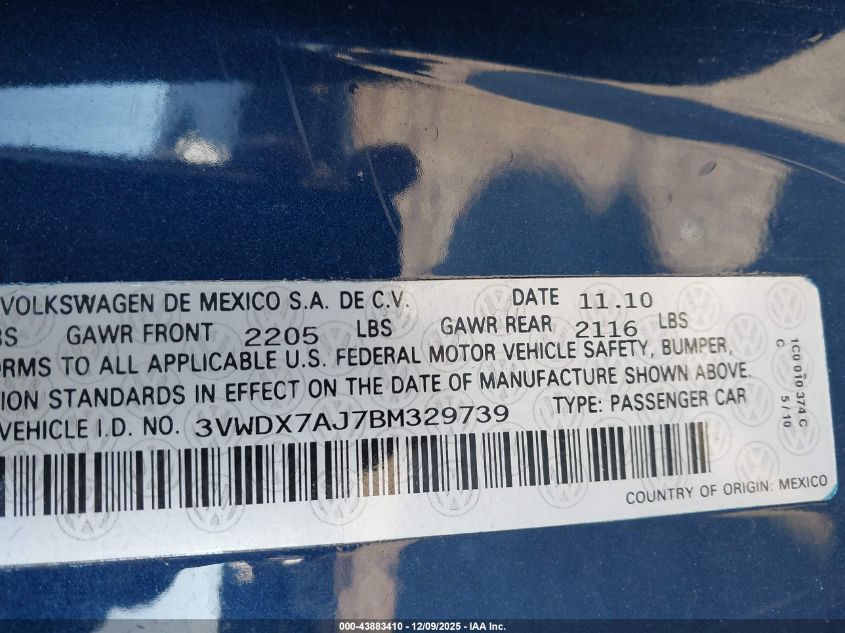 VOLKSWAGEN DE MEXICO S.A. DE C.V. DATE 11.10
BS GAWR FRONT 2205 LBS GAWR REAR 2116 LBS
ORMS TO ALL APPLICABLE U.S. FEDERAL MOTOR VEHICLE SAFETY, BUMPER,
ION STANDARDS IN EFFECT ON THE DATE OF MANUFACTURE SHOWN ABOVE.
VEHICLE I.D. NO. 3VWDX7AJ7BM329739 TYPE: PASSENGER CAR
COUNTRY OF ORIGIN: MEXICO
1C0 010 374 C
C 5/10
000-43883410 - 12/09/2025 - IAA Inc.